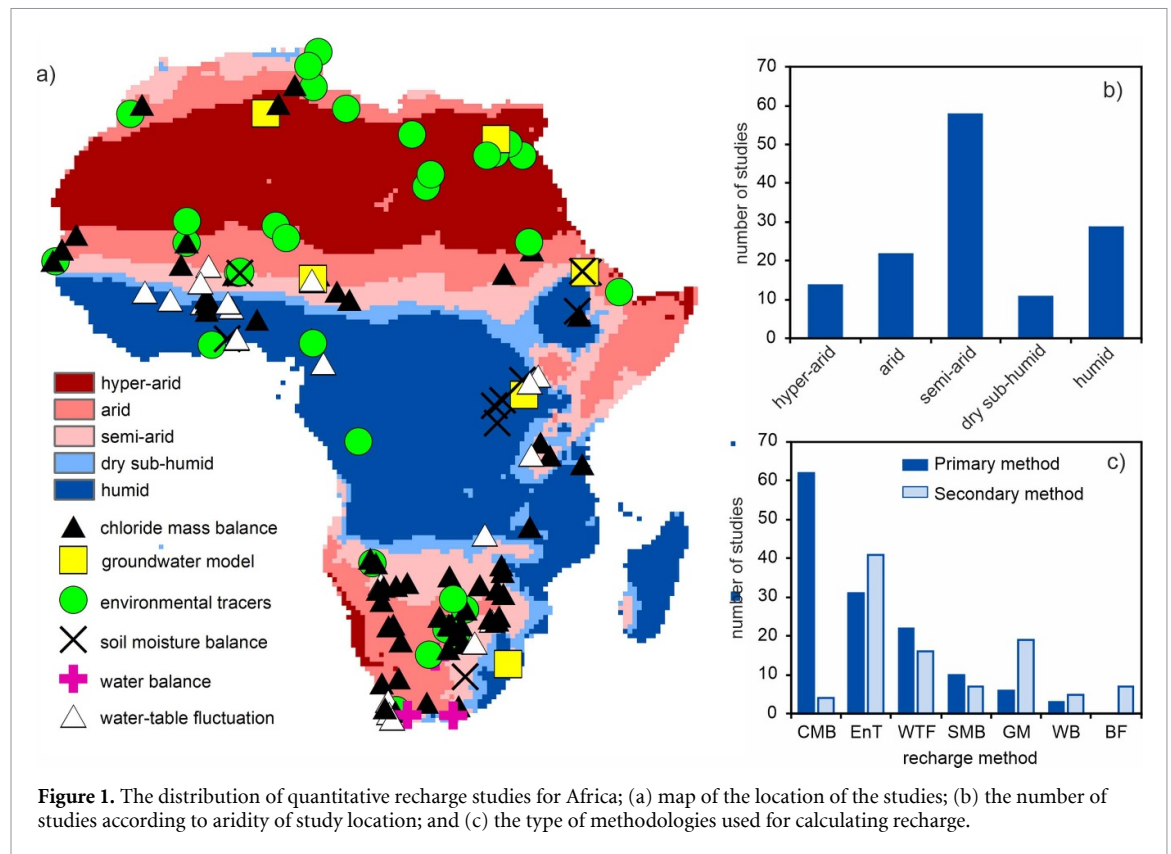 a)
hyper-arid
arid
semi-arid
dry sub-humid
humid
chloride mass balance
groundwater model
environmental tracers
soil moisture balance
water balance
water-table fluctuation
b)
number of studies
70
60
50
40
30
20
10
0
hyper-arid
arid
semi-arid
dry sub-humid
humid
c)
number of studies
70
60
50
40
30
20
10
0
Primary method
Secondary method
CMB EnT WTF SMB GM WB BF
recharge method
Figure 1. The distribution of quantitative recharge studies for Africa; (a) map of the location of the studies; (b) the number of
studies according to aridity of study location; and (c) the type of methodologies used for calculating recharge.